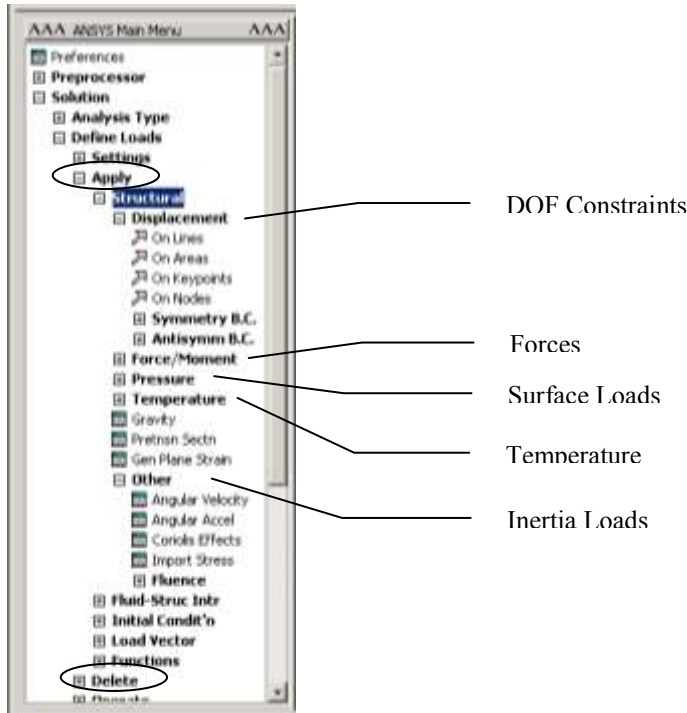 ANSYS Main Menu
Preferences
Preprocessor
Solution
Analysis Type
Define Loads
Settings
Apply
Structural
Displacement
On Lines
On Areas
On Keypoints
On Nodes
Symmetry B.C.
Antisymm B.C.
Force/Moment
Pressure
Temperature
Gravity
Pretnsn Sectn
Gen Plane Strain
Other
Angular Velocity
Angular Accel
Coriolis Effects
Import Stress
Fluence
Fluid-Struc Intr
Initial Condit'n
Load Vector
Functions
Delete
Operate
DOF Constraints
Forces
Surface Loads
Temperature
Inertia Loads